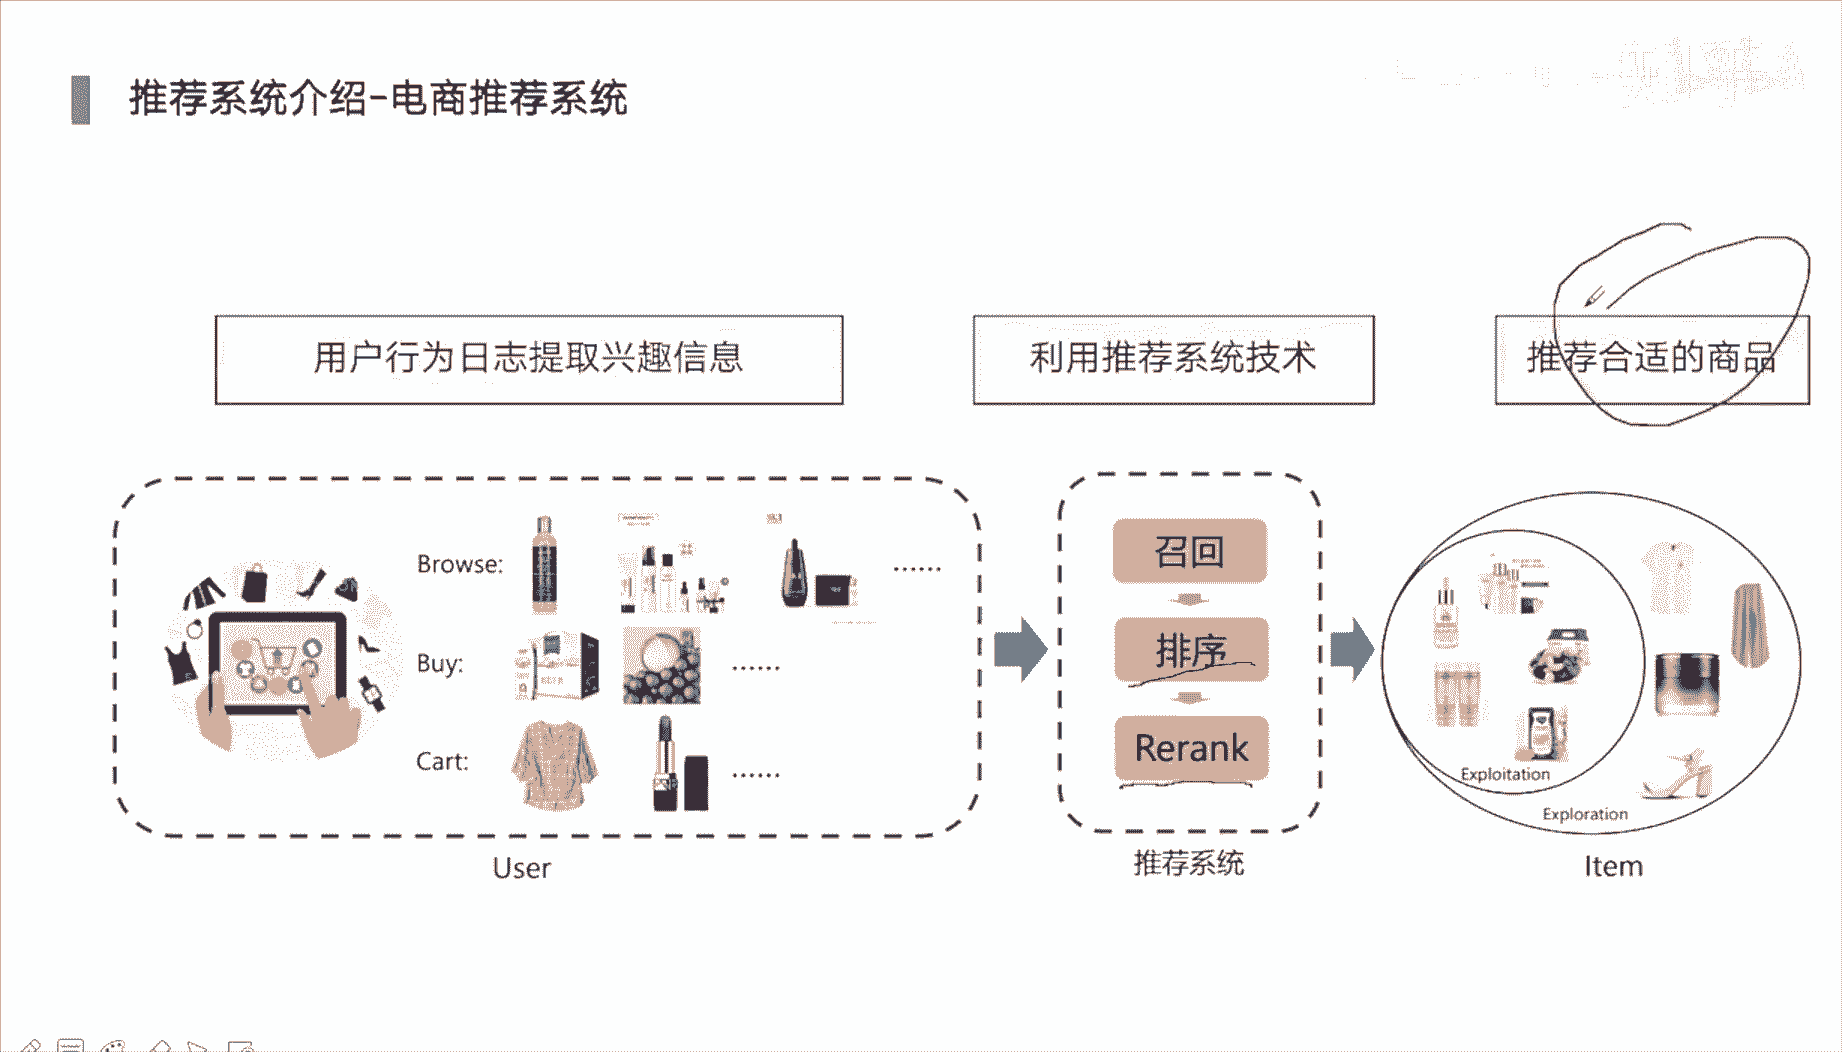 推荐系统介绍-电商推荐系统
用户行为日志提取兴趣信息
利用推荐系统技术
推荐合适的商品
Browse:
......
Buy:
......
Cart:
......
User
召回
排序
Rerank
推荐系统
Exploitation
Exploration
Item